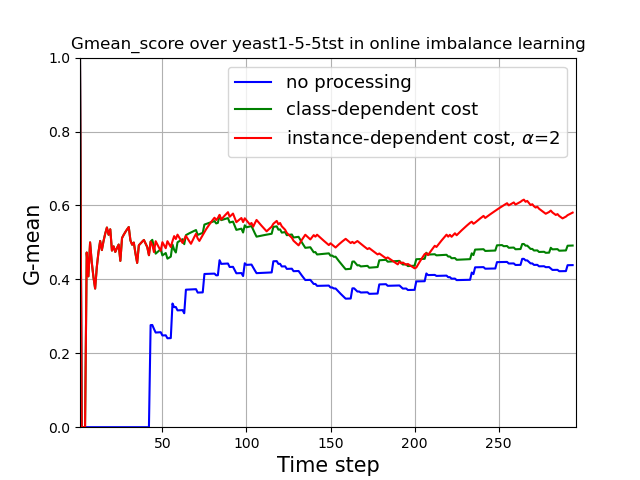 Gmean_score over yeast1-5-5tst in online imbalance learning
1.0
0.8
0.6
0.4
0.2
0.0
G-mean
no processing
class-dependent cost
instance-dependent cost, α=2
50
100
150
200
250
Time step